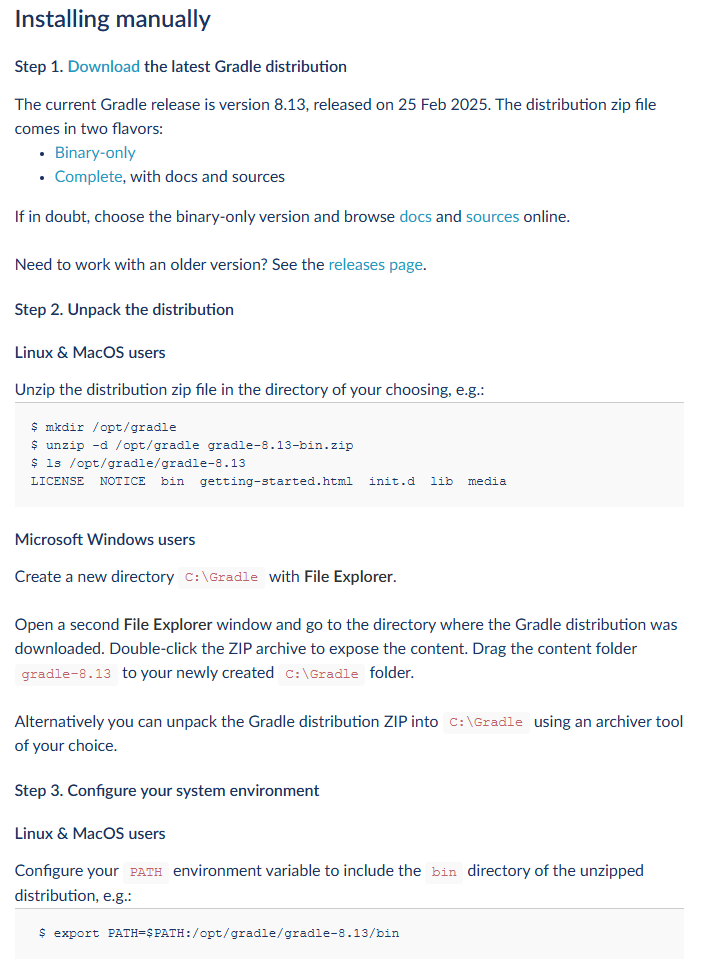 Installing manually
Step 1. Download the latest Gradle distribution
The current Gradle release is version 8.13, released on 25 Feb 2025. The distribution zip file
comes in two flavors:
• Binary-only
• Complete, with docs and sources
If in doubt, choose the binary-only version and browse docs and sources online.
Need to work with an older version? See the releases page.
Step 2. Unpack the distribution
Linux & MacOS users
Unzip the distribution zip file in the directory of your choosing, e.g.:
$ mkdir /opt/gradle
$ unzip -d /opt/gradle gradle-8.13-bin.zip
$ ls /opt/gradle/gradle-8.13
LICENSE  NOTICE  bin  getting-started.html  init.d  lib  media
Microsoft Windows users
Create a new directory C:\Gradle with File Explorer.
Open a second File Explorer window and go to the directory where the Gradle distribution was
downloaded. Double-click the ZIP archive to expose the content. Drag the content folder
gradle-8.13 to your newly created C:\Gradle folder.
Alternatively you can unpack the Gradle distribution ZIP into C:\Gradle using an archiver tool
of your choice.
Step 3. Configure your system environment
Linux & MacOS users
Configure your PATH environment variable to include the bin directory of the unzipped
distribution, e.g.:
$ export PATH=$PATH:/opt/gradle/gradle-8.13/bin